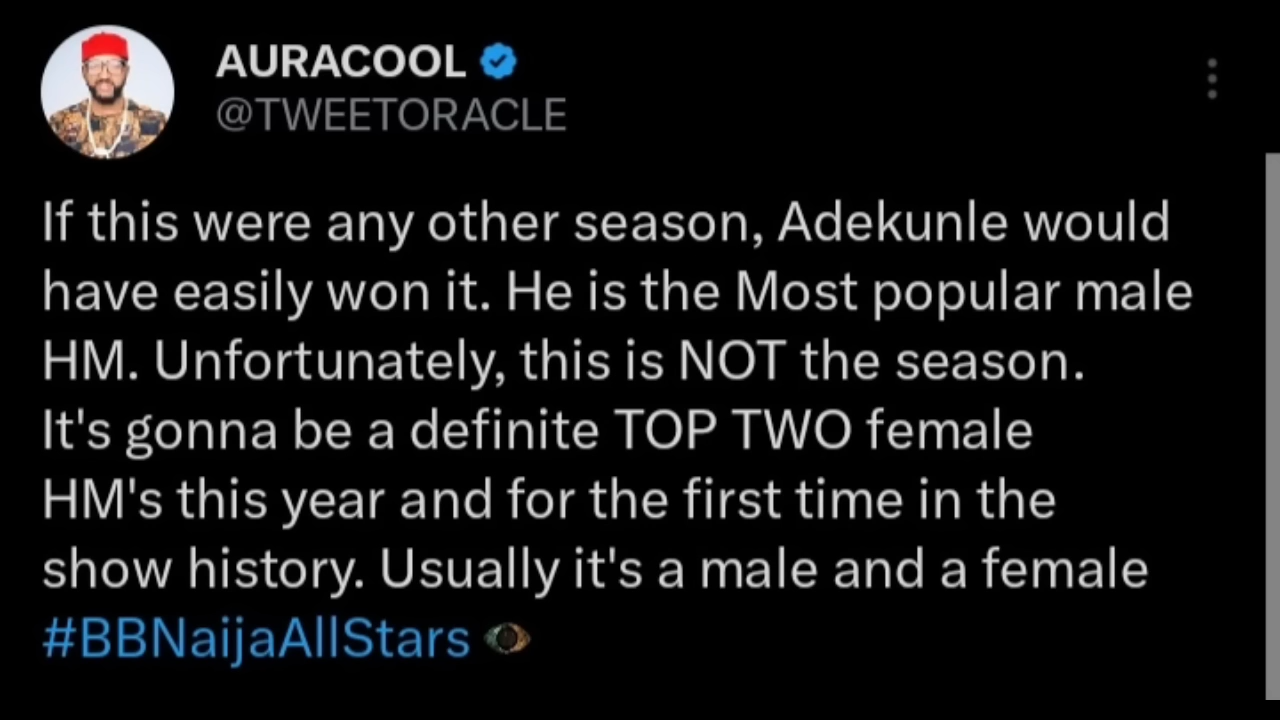 AURACOOL
@TWEETORACLE
If this were any other season, Adekunle would
have easily won it. He is the Most popular male
HM. Unfortunately, this is NOT the season.
It's gonna be a definite TOP TWO female
HM's this year and for the first time in the
show history. Usually it's a male and a female
#BBNaijaAllStars